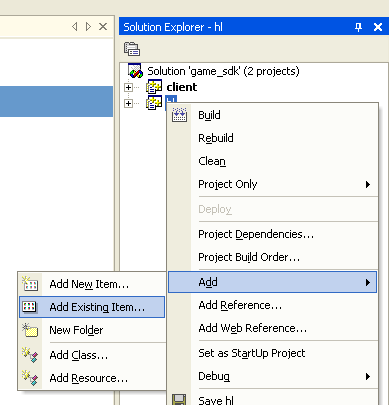 Solution Explorer - hl
Solution 'game_sdk' (2 projects)
client
hl
Build
Rebuild
Clean
Project Only
Deploy
Project Dependencies...
Project Build Order...
Add
Add Reference...
Add Web Reference...
Set as StartUp Project
Debug
Save hl
Add New Item...
Add Existing Item...
New Folder
Add Class...
Add Resource...